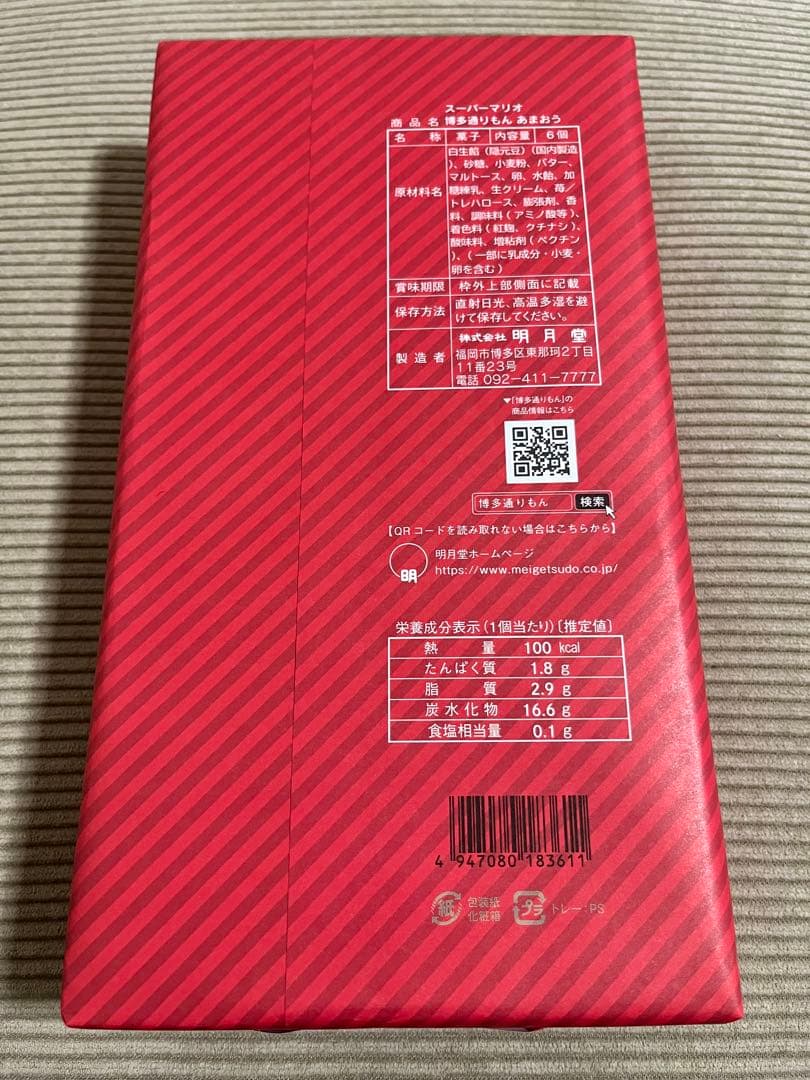 スーパーマリオ
商品名 博多通りもん あまおう
名称 菓子 内容量 6個
原材料名
白生餡(隠元豆)(国内製造
)、砂糖、小麦粉、バター、
マルトース、卵、水飴、加
糖練乳、生クリーム、苺/
トレハロース、膨張剤、香
料、調味料(アミノ酸等)、
着色料(紅麹、クチナシ)、
酸味料、増粘剤(ペクチン
)、(一部に乳成分・小麦・
卵を含む)
賞味期限 枠外上部側面に記載
保存方法
直射日光、高温多湿を避
けて保存してください。
製造者
株式会社 明月堂
福岡市博多区東那珂2丁目
11番23号
電話 092-411-7777
▼「博多通りもん」の
商品情報はこちら
博多通りもん 検索
【QRコードを読み取れない場合はこちらから】
明
明月堂ホームページ
https://www.meigetsudo.co.jp/
栄養成分表示(1個当たり)〔推定値〕
熱量 100 kcal
たんぱく質 1.8 g
脂質 2.9 g
炭水化物 16.6 g
食塩相当量 0.1 g
4 947080 183611
紙 包装紙
化粧箱
プラ トレー:PS